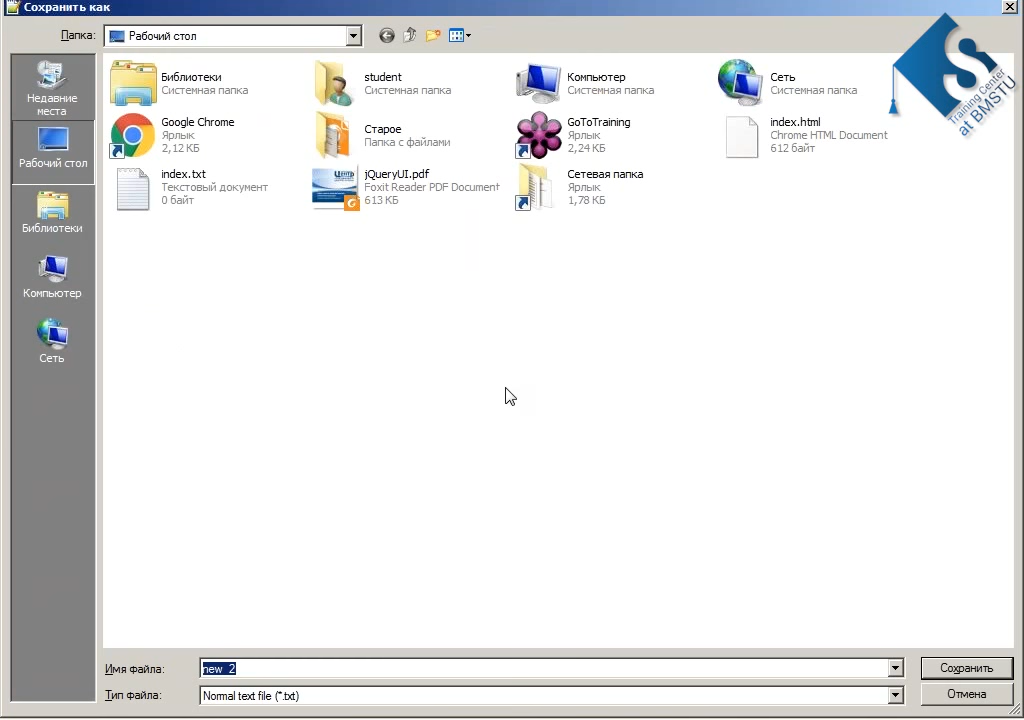 Сохранить как
Папка:
Рабочий стол
Недавние
места
Рабочий стол
Библиотеки
Компьютер
Сеть
Библиотеки
Системная папка
student
Системная папка
Компьютер
Системная папка
Сеть
Системная папка
Google Chrome
Ярлык
2,12 КБ
Старое
Папка с файлами
GoToTraining
Ярлык
2,24 КБ
index.html
Chrome HTML Document
612 байт
index.txt
Текстовый документ
0 байт
jQueryUI.pdf
Foxit Reader PDF Document
613 КБ
Сетевая папка
Ярлык
1,78 КБ
Имя файла:
new 2
Сохранить
Тип файла:
Normal text file (*.txt)
Отмена
S
Training Center
at BMSTU